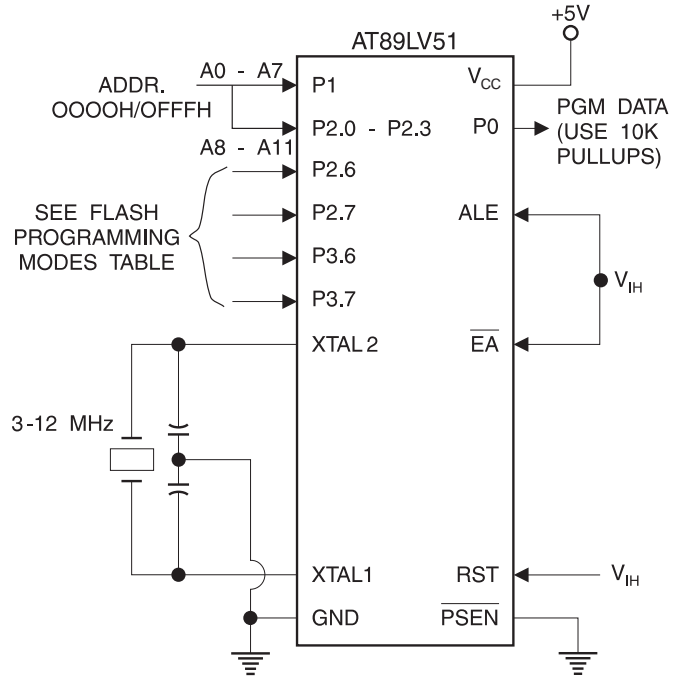 +5V
AT89LV51
A0 - A7
ADDR.
OOOOH/OFFFH
P1
VCC
PGM DATA
(USE 10K
PULLUPS)
P2.0 - P2.3
P0
A8 - A11
P2.6
SEE FLASH
PROGRAMMING
MODES TABLE
P2.7
ALE
P3.6
P3.7
VIH
XTAL 2
EA
3-12 MHz
XTAL1
RST
VIH
GND
PSEN